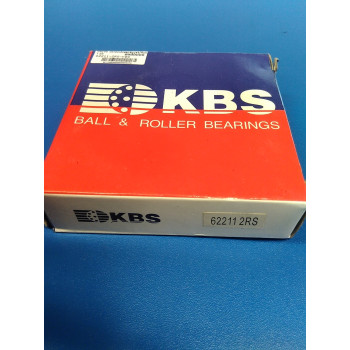 KBS
BALL & ROLLER BEARINGS
KBS
62211 2RS